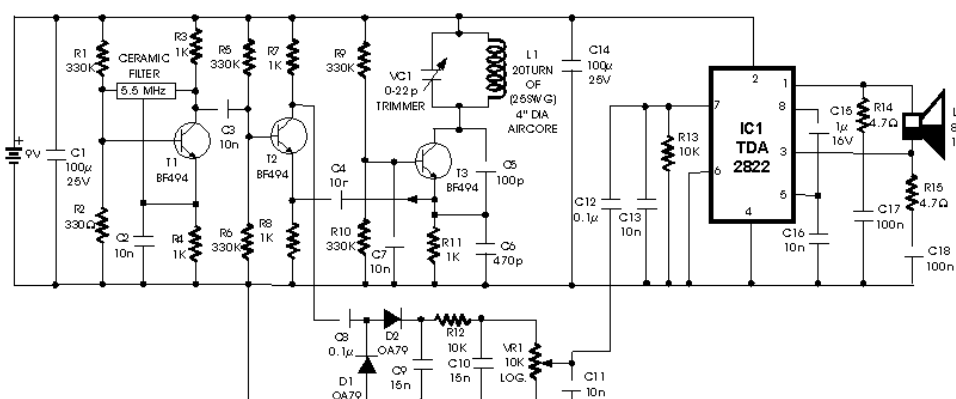 R1
330K
R3
1K
R5
330K
R7
1K
R9
330K
CERAMIC
FILTER
5.5 MHz
VC1
0-22p
TRIMMER
L1
20TURN
OF
(25SWG)
4" DIA
AIRCORE
C14
100µ
25V
9V
C1
100µ
25V
T1
BF494
C3
10n
T2
BF494
C4
T3
BF494
C5
100p
R2
330Ω
C2
10n
R4
1K
R6
330K
R8
1K
R10
330K
C7
10n
R11
1K
C6
470p
C12
0.1µ
C13
10n
R13
10K
2
7
6
4
1
8
3
5
IC1
TDA
2822
C15
1µ
16V
R14
4.7Ω
R15
4.7Ω
C16
10n
C17
100n
C18
100n
C8
0.1µ
D2
OA79
D1
OA79
C9
15n
R12
10K
C10
15n
VR1
10K
LOG.
C11
10n